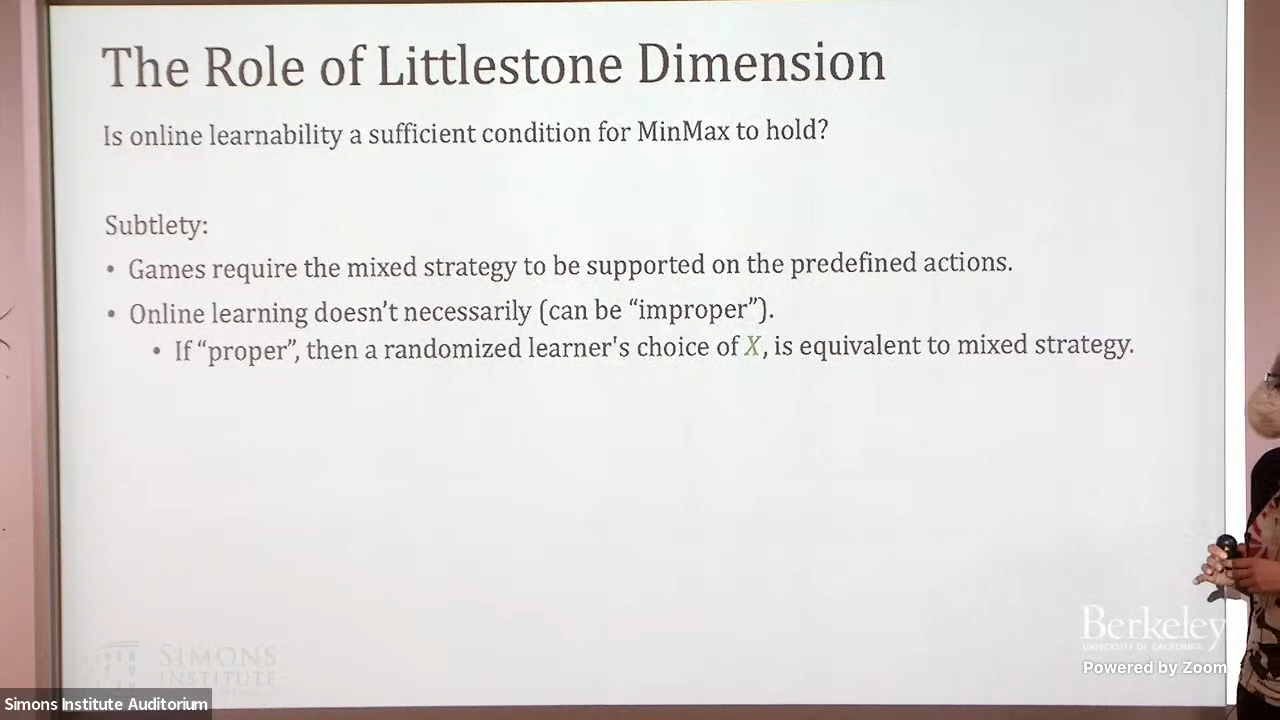 The Role of Littlestone Dimension
Is online learnability a sufficient condition for MinMax to hold?
Subtlety:
• Games require the mixed strategy to be supported on the predefined actions.
• Online learning doesn't necessarily (can be “improper”).
• If “proper”, then a randomized learner's choice of X, is equivalent to mixed strategy.
SIMONS
INSTITUTE
Berkeley
UNIVERSITY OF CALIFORNIA
Powered by Zoom
Simons Institute Auditorium